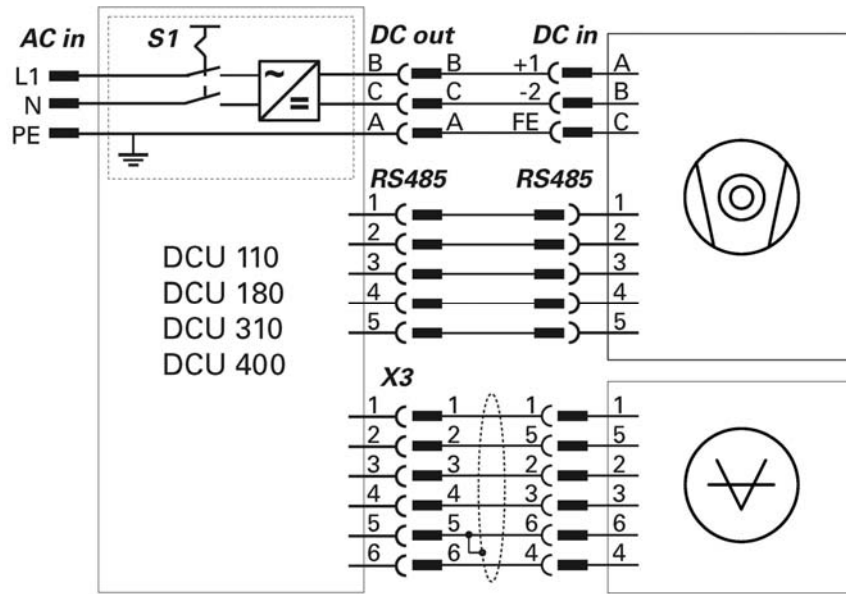 AC in S1 DC out DC in
L1 B B +1 A
N C C -2 B
PE A A FE C
RS485 RS485
1 1
2 2
3 3
4 4
5 5
DCU 110
DCU 180
DCU 310
DCU 400
X3
1 1 1 1
2 2 5 5
3 3 2 2
4 4 3 3
5 5 6 6
6 6 4 4